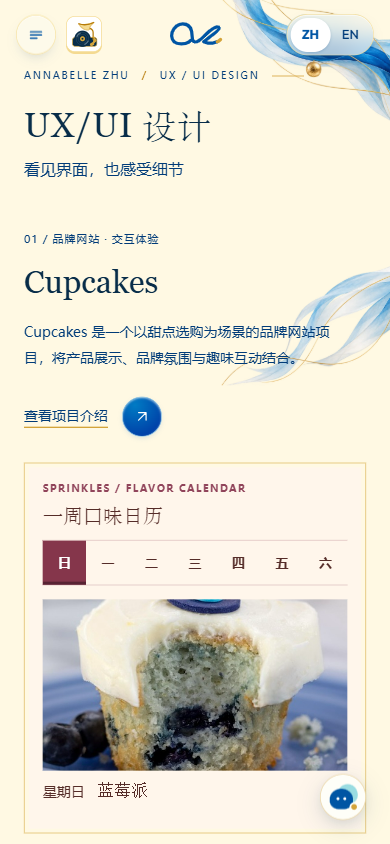 ZH EN
ANNABELLE ZHU / UX / UI DESIGN
UX/UI 设计
看见界面，也感受细节
01 / 品牌网站 · 交互体验
Cupcakes
Cupcakes 是一个以甜点选购为场景的品牌网站项
目，将产品展示、品牌氛围与趣味互动结合。
查看项目介绍
SPRINKLES / FLAVOR CALENDAR
一周口味日历
日 一 二 三 四 五 六
星期日 蓝莓派